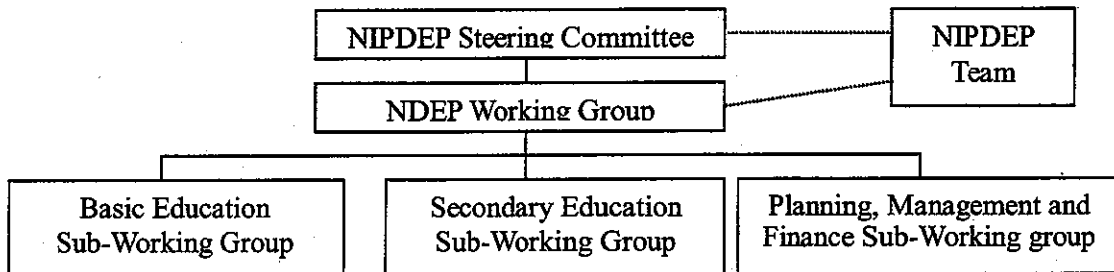 NIPDEP Steering Committee
NIPDEP
Team
NDEP Working Group
Basic Education
Sub-Working Group
Secondary Education
Sub-Working Group
Planning, Management and
Finance Sub-Working group